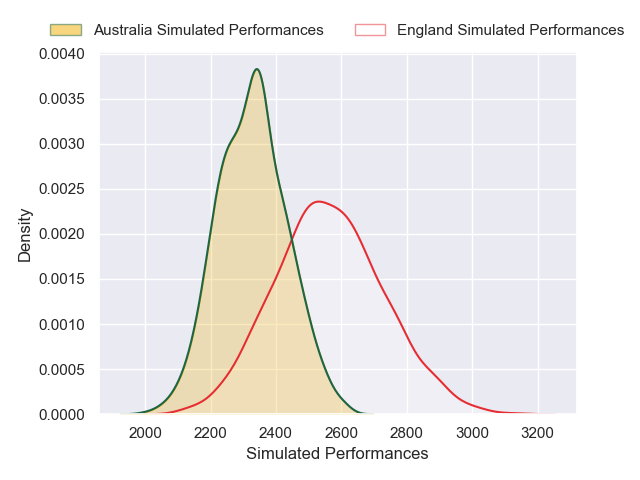 Australia Simulated Performances England Simulated Performances
0.0040
0.0035
0.0030
0.0025
0.0020
0.0015
0.0010
0.0005
0.0000
Density
2000 2200 2400 2600 2800 3000 3200
Simulated Performances